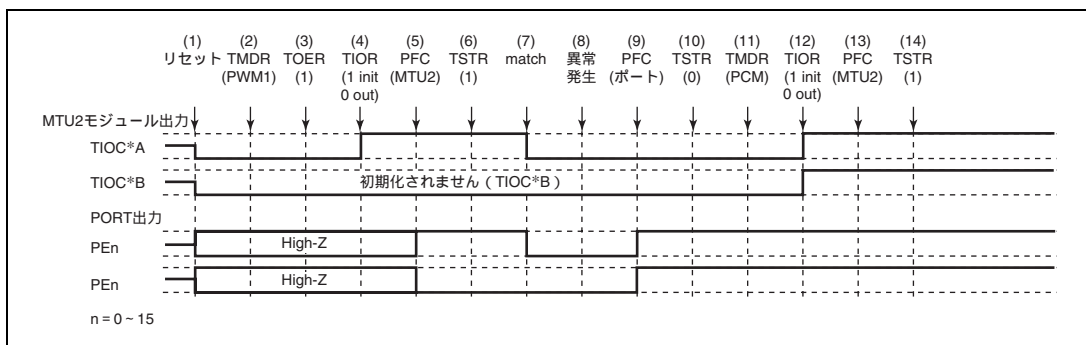 (1) (2) (3) (4) (5) (6) (7) (8) (9) (10) (11) (12) (13) (14)
リセット TMDR TOER TIOR PFC TSTR match 異常 PFC TSTR TMDR TIOR PFC TSTR
(PWM1) (1) (1 init (MTU2) (1) 発生 (ポート) (0) (PCM) (1 init (MTU2) (1)
0 out) 0 out)
MTU2モジュール出力
TIOC*A
TIOC*B 初期化されません(TIOC*B)
PORT出力
PEn High-Z
PEn High-Z
n = 0 ~ 15